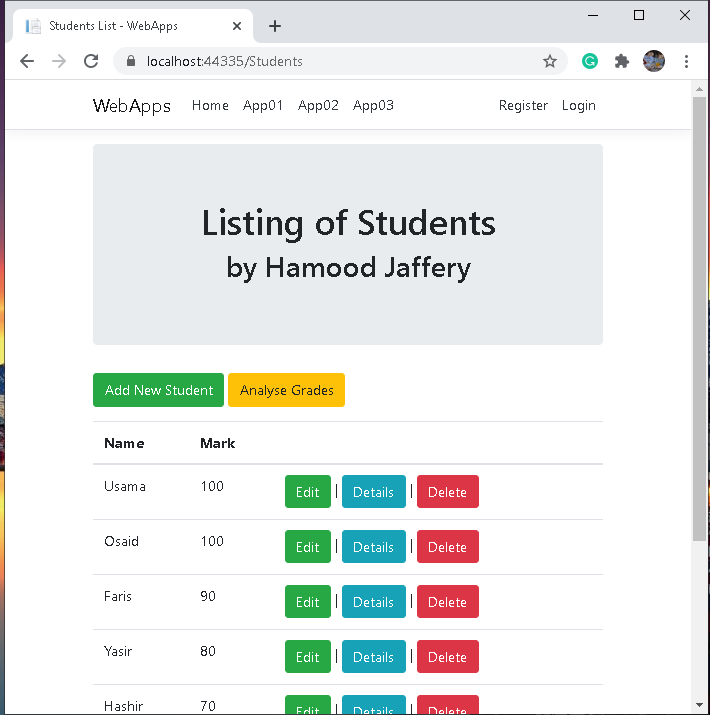 Students List - WebApps
localhost:44335/Students
WebApps Home App01 App02 App03 Register Login
Listing of Students
by Hamood Jaffery
Add New Student Analyse Grades
Name Mark
Usama 100 Edit | Details | Delete
Osaid 100 Edit | Details | Delete
Faris 90 Edit | Details | Delete
Yasir 80 Edit | Details | Delete
Hashir 70 Edit | Details | Delete